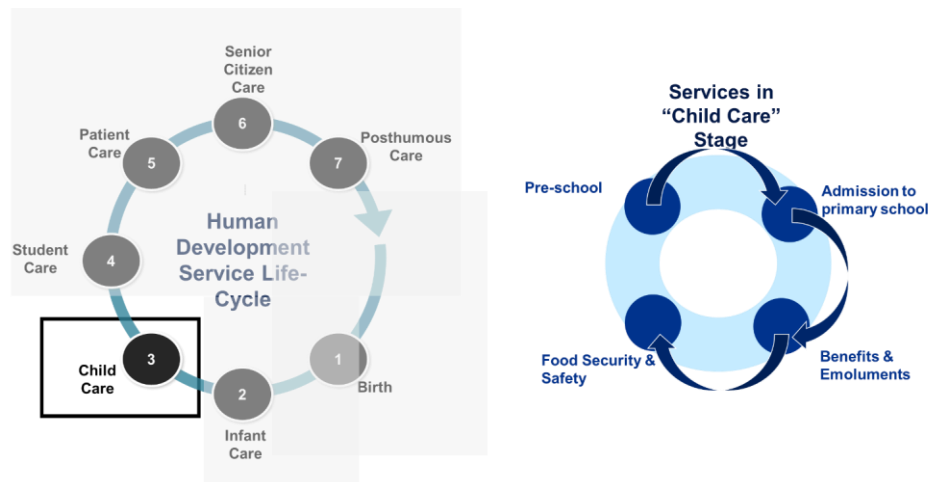 Senior
Citizen
Care
6
Patient
Care
5
7
Posthumous
Care
Human
Development
Service Life-
Cycle
Student
Care
4
3
Child
Care
2
Infant
Care
1
Birth
Services in
“Child Care”
Stage
Pre-school
Admission to
primary school
Food Security &
Safety
Benefits &
Emoluments